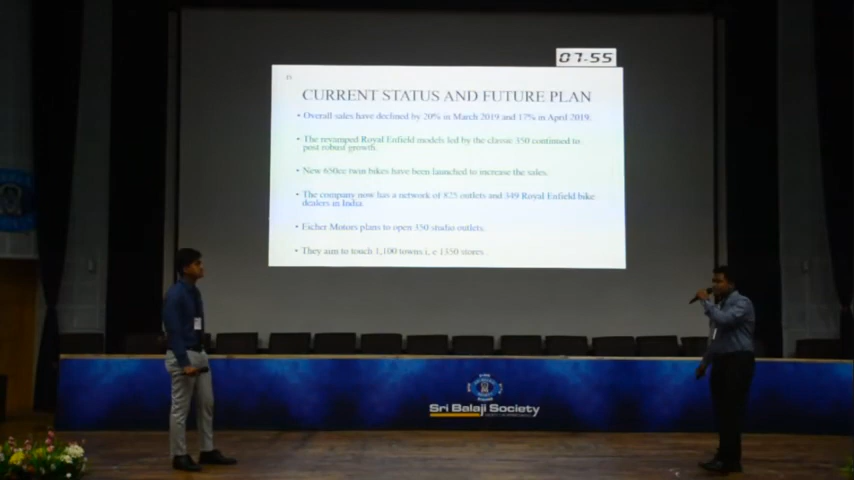 07:55
CURRENT STATUS AND FUTURE PLAN
• Overall sales have declined by 20% in March 2019 and 17% in April 2019.
• The revamped Royal Enfield models led by the classic 350 continued to
post robust growth.
• New 650cc twin bikes have been launched to increase the sales.
• The company now has a network of 825 outlets and 349 Royal Enfield bike
dealers in India
• Eicher Motors plans to open 350 studio outlets.
• They aim to touch 1,100 towns i, e 1350 stores
Sri Balaji Society